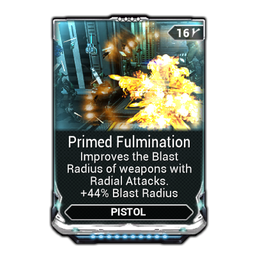 16
Primed Fulmination
Improves the Blast
Radius of weapons with
Radial Attacks.
+44% Blast Radius
PISTOL